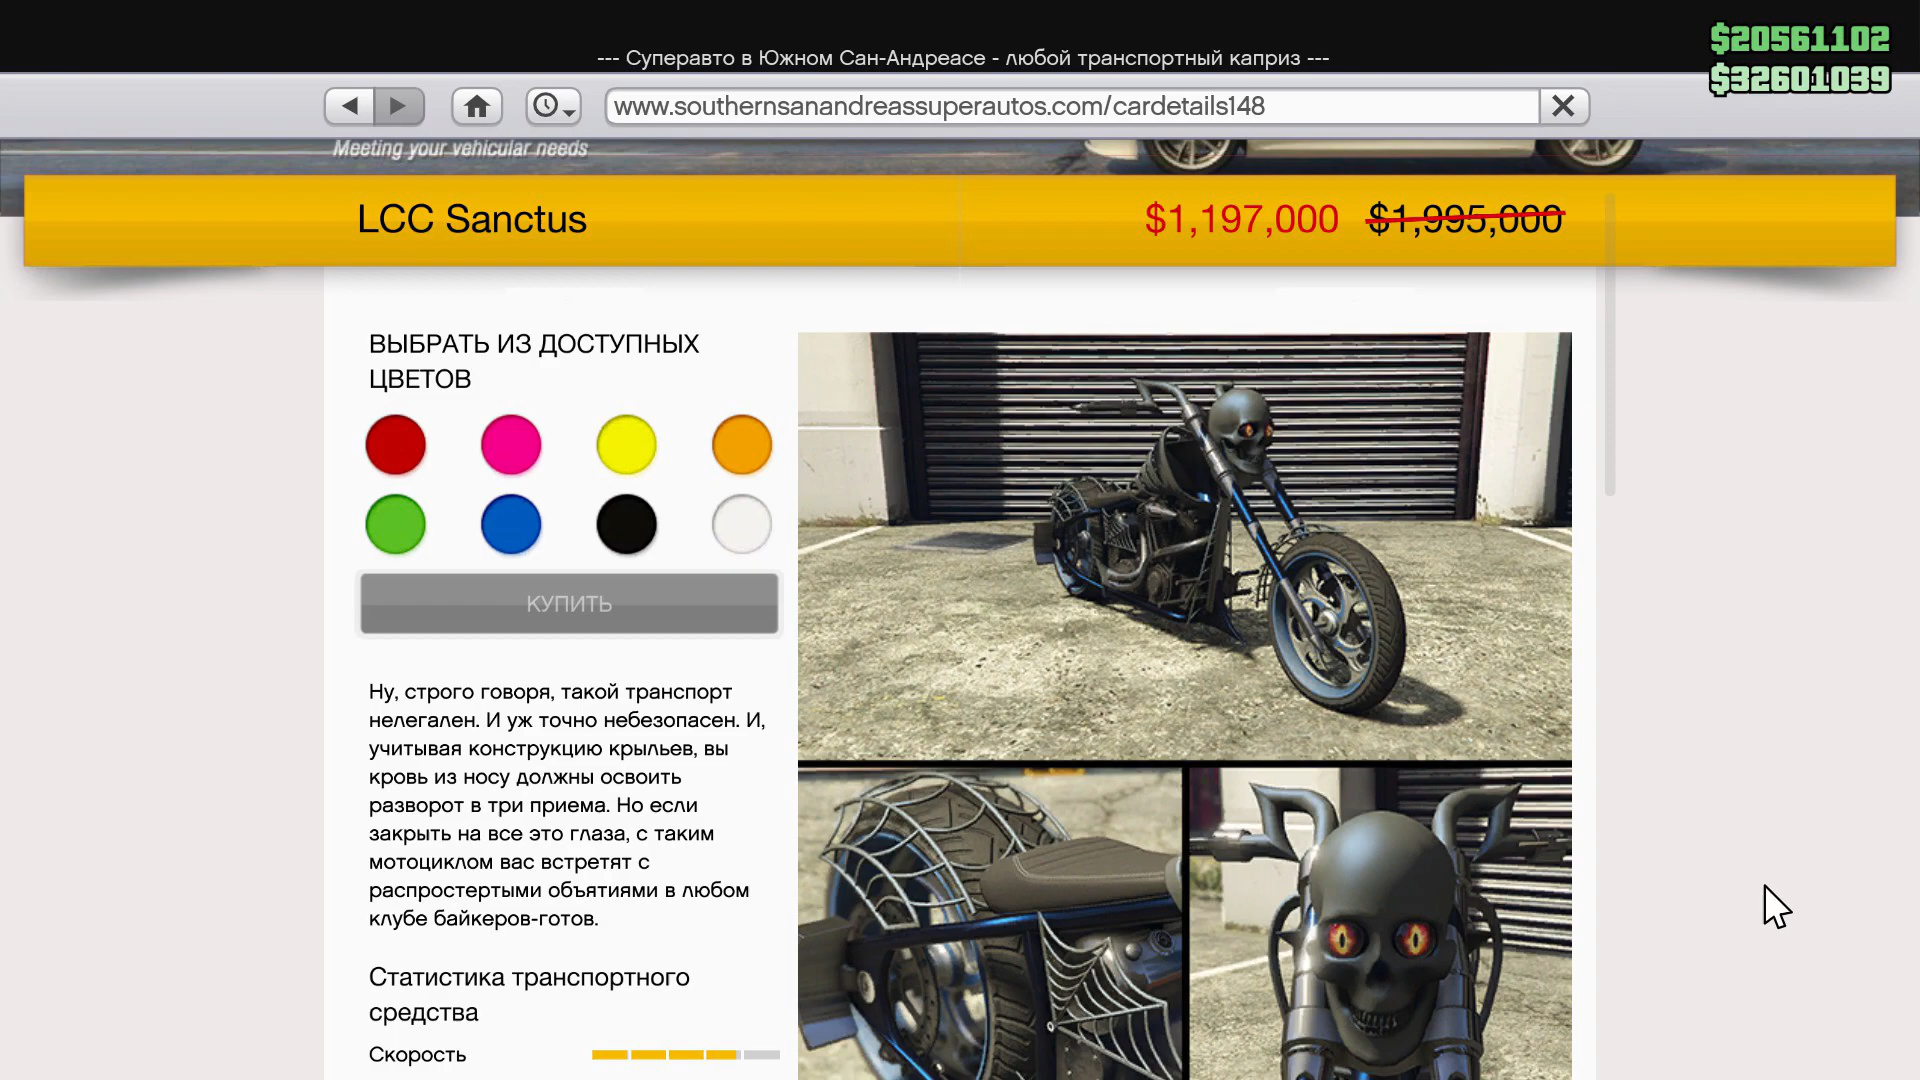 $20561102
--- Суперавто в Южном Сан-Андреасе - любой транспортный каприз ---
$32601039
www.southernsanandreassuperautos.com/cardetails148
Meeting your vehicular needs
LCC Sanctus
$1,197,000 $1,995,000
ВЫБРАТЬ ИЗ ДОСТУПНЫХ
ЦВЕТОВ
КУПИТЬ
Ну, строго говоря, такой транспорт
нелегален. И уж точно небезопасен. И,
учитывая конструкцию крыльев, вы
кровь из носу должны освоить
разворот в три приема. Но если
закрыть на все это глаза, с таким
мотоциклом вас встретят с
распростертыми объятиями в любом
клубе байкеров-готов.
Статистика транспортного
средства
Скорость